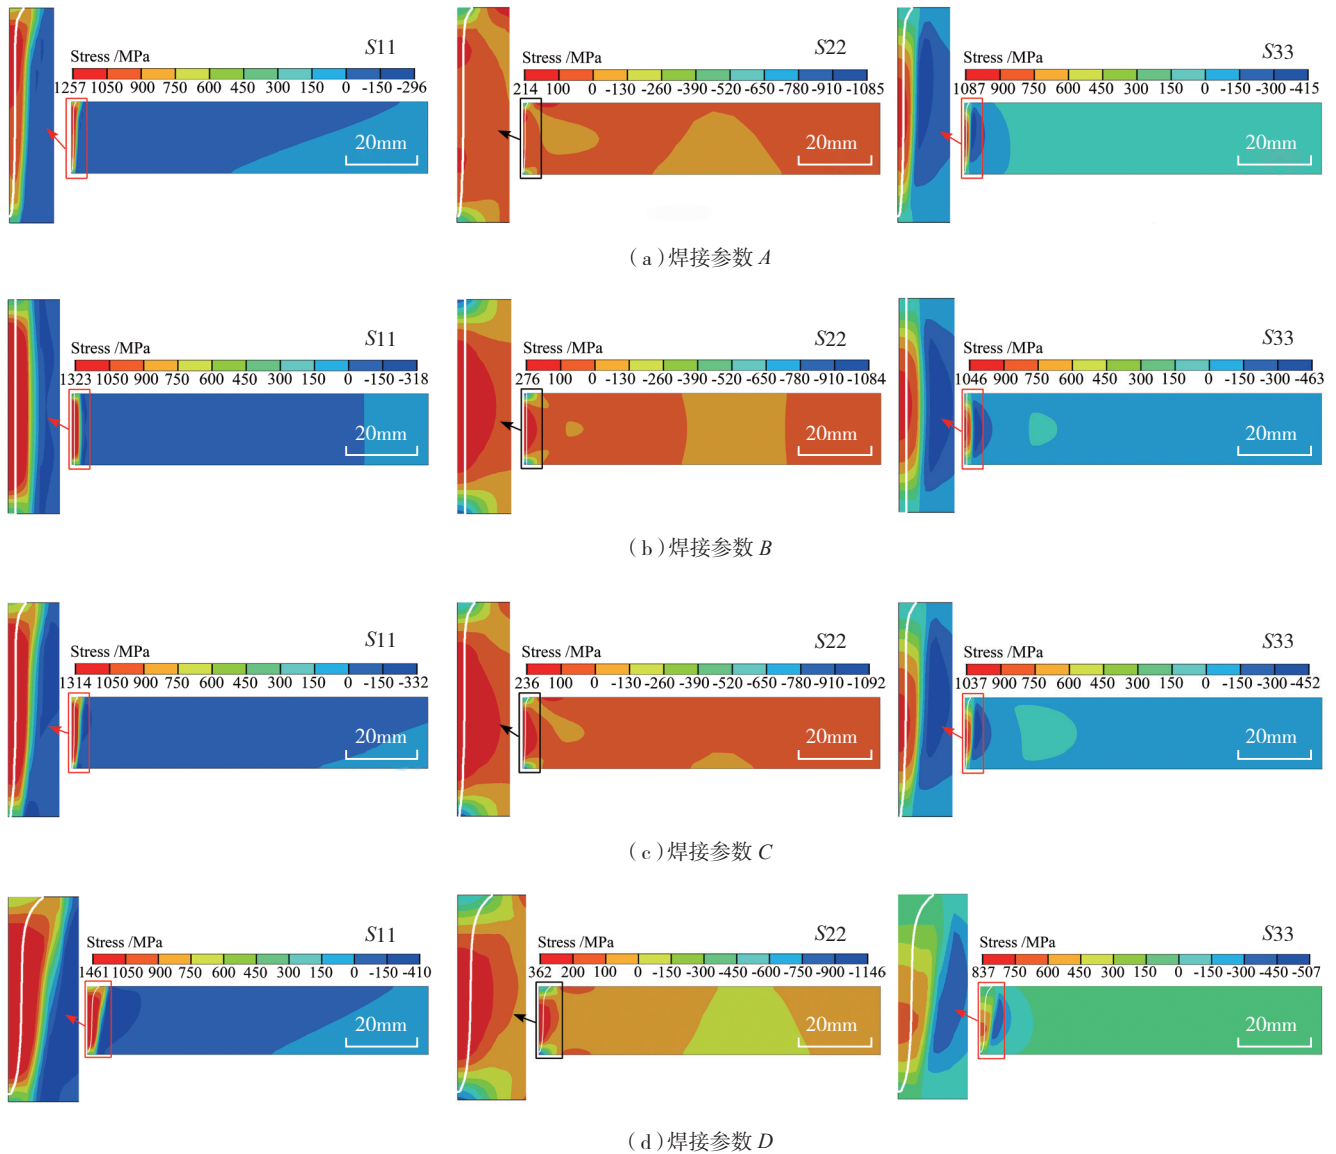 S11
Stress /MPa
1257 1050 900 750 600 450 300 150 0 -150 -296
20mm
S22
Stress /MPa
214 100 0 -130 -260 -390 -520 -650 -780 -910 -1085
20mm
S33
Stress /MPa
1087 900 750 600 450 300 150 0 -150 -300 -415
20mm
(a)焊接参数 A
S11
Stress /MPa
1323 1050 900 750 600 450 300 150 0 -150 -318
20mm
S22
Stress /MPa
276 100 0 -130 -260 -390 -520 -650 -780 -910 -1084
20mm
S33
Stress /MPa
1046 900 750 600 450 300 150 0 -150 -300 -463
20mm
(b)焊接参数 B
S11
Stress /MPa
1314 1050 900 750 600 450 300 150 0 -150 -332
20mm
S22
Stress /MPa
236 100 0 -130 -260 -390 -520 -650 -780 -910 -1092
20mm
S33
Stress /MPa
1037 900 750 600 450 300 150 0 -150 -300 -452
20mm
(c)焊接参数 C
S11
Stress /MPa
1461 1050 900 750 600 450 300 150 0 -150 -410
20mm
S22
Stress /MPa
362 200 100 0 -150 -300 -450 -600 -750 -900 -1146
20mm
S33
Stress /MPa
837 750 600 450 300 150 0 -150 -300 -450 -507
20mm
(d)焊接参数 D